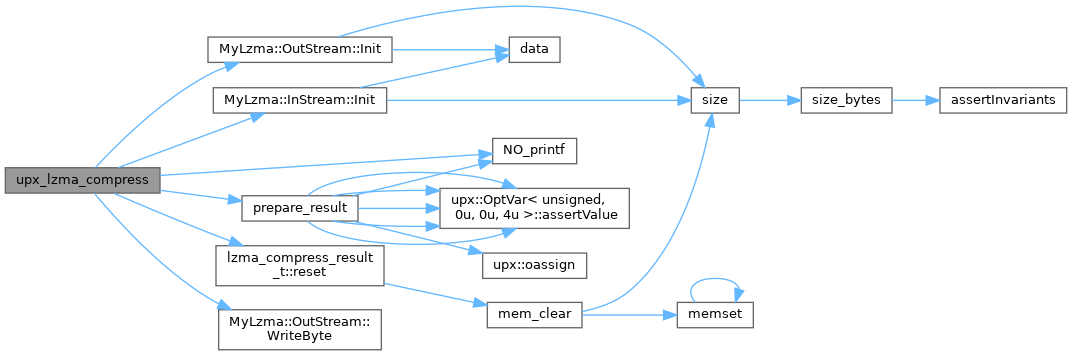 upx_lzma_compress
MyLzma::OutStream::Init
data
MyLzma::InStream::Init
size
size_bytes
assertInvariants
NO_printf
prepare_result
upx::OptVar< unsigned,
0u, 0u, 4u >::assertValue
upx::oassign
lzma_compress_result
_t::reset
mem_clear
memset
MyLzma::OutStream::
WriteByte